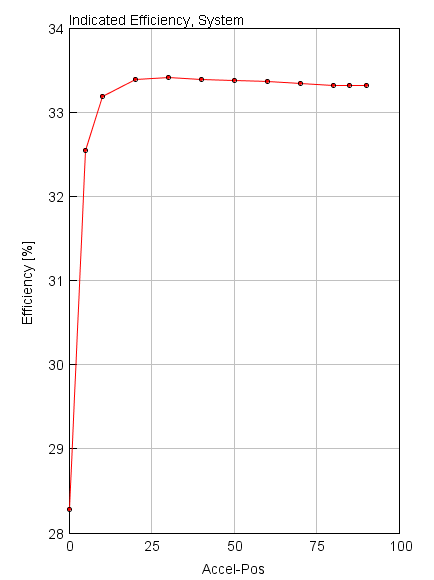 Indicated Efficiency, System
34
33
32
31
30
29
28
Efficiency [%]
0 25 50 75 100
Accel-Pos